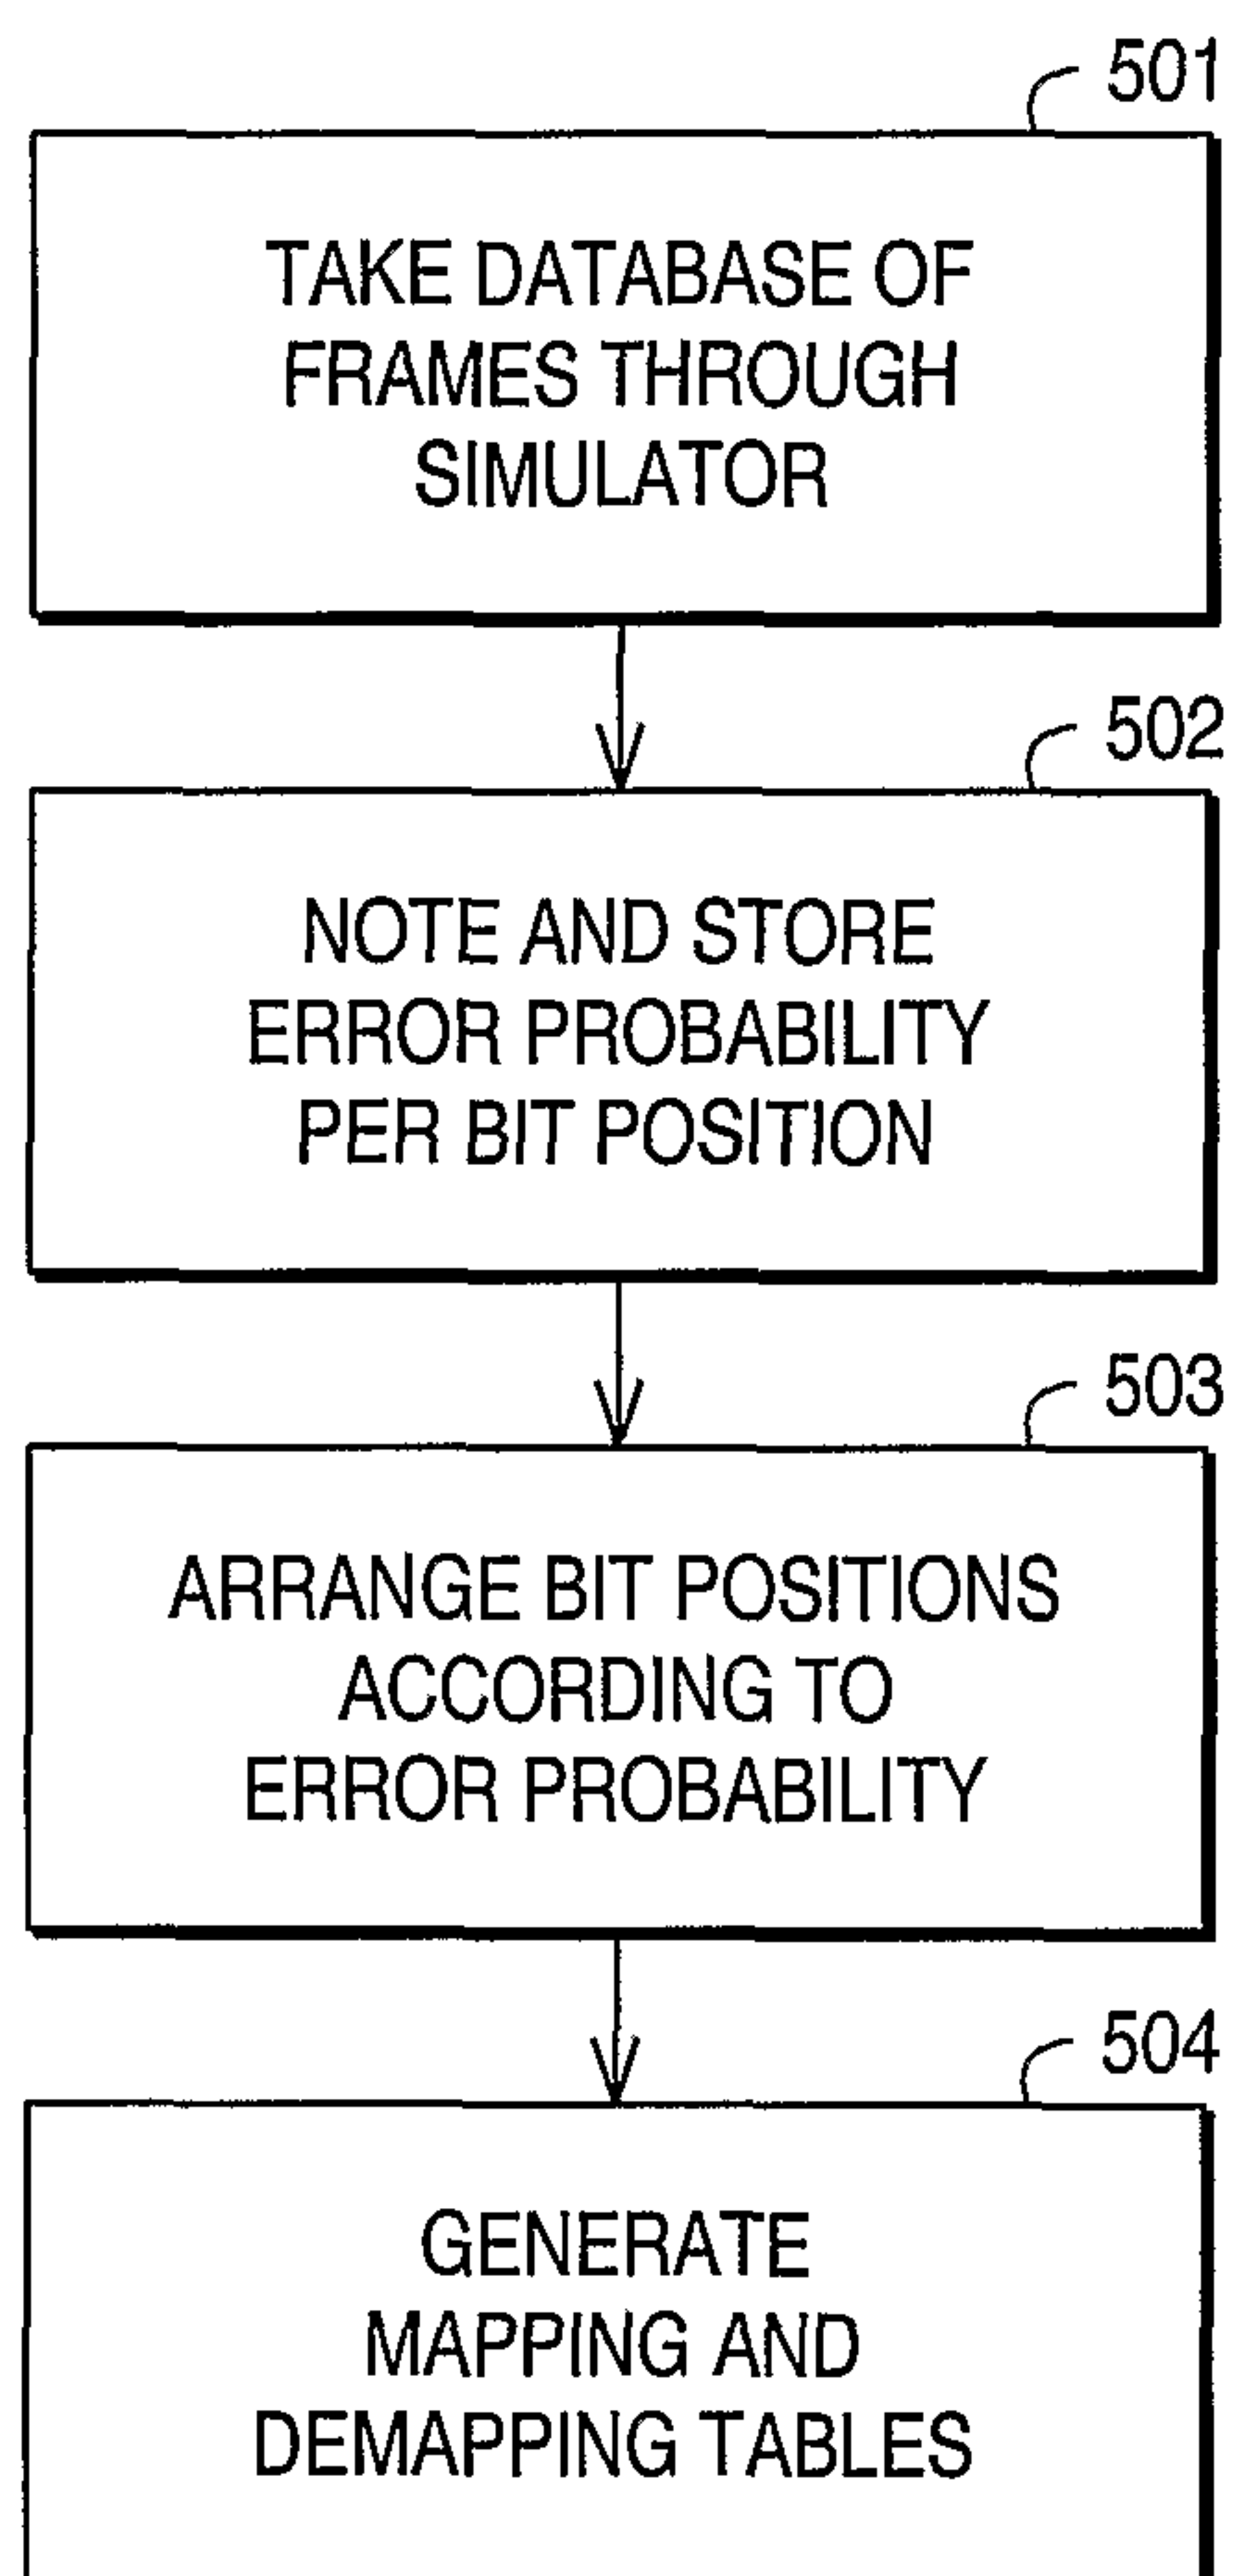 501
TAKE DATABASE OF
FRAMES THROUGH
SIMULATOR
502
NOTE AND STORE
ERROR PROBABILITY
PER BIT POSITION
503
ARRANGE BIT POSITIONS
ACCORDING TO
ERROR PROBABILITY
504
GENERATE
MAPPING AND
DEMAPPING TABLES